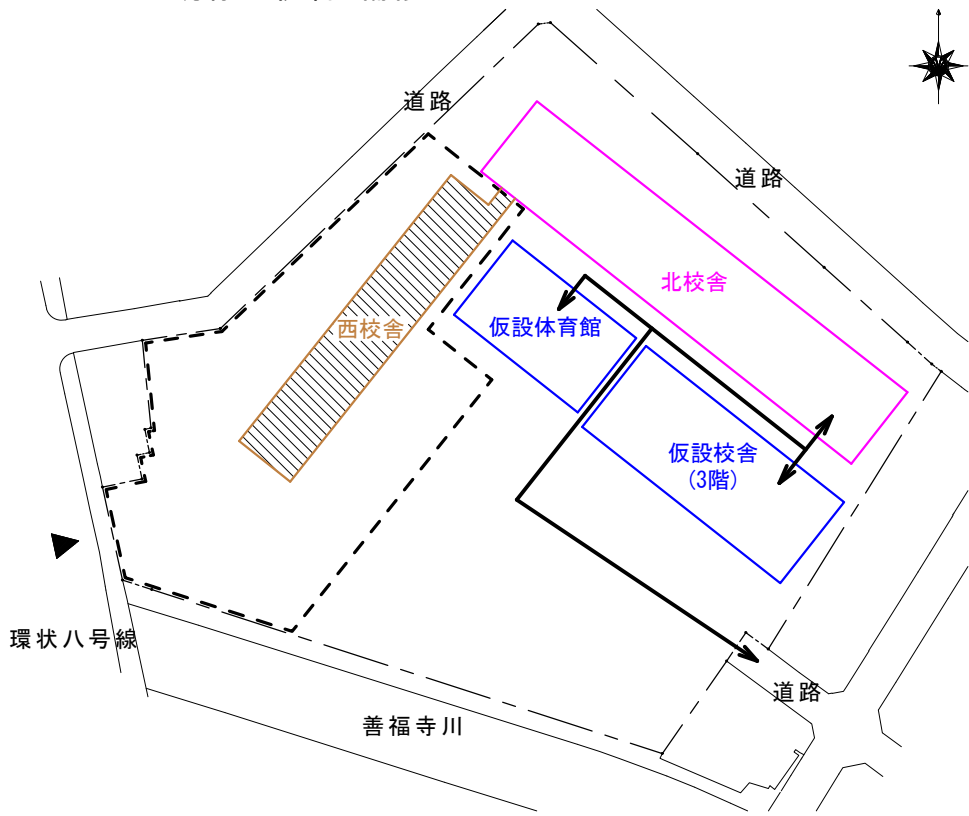 道路
道路
北校舎
仮設体育館
西校舎
仮設校舎
(3階)
環状八号線
道路
善福寺川